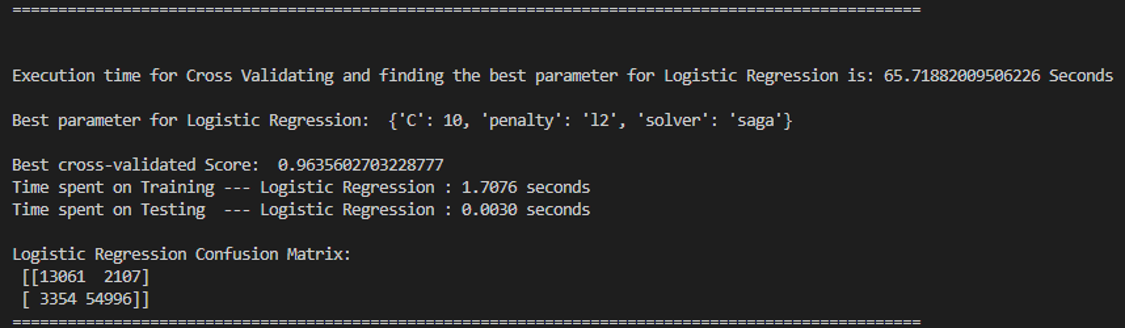 ===================================================================================================
Execution time for Cross Validating and finding the best parameter for Logistic Regression is: 65.71882009506226 Seconds
Best parameter for Logistic Regression:  {'C': 10, 'penalty': 'l2', 'solver': 'saga'}
Best cross-validated Score:  0.9635602703228777
Time spent on Training --- Logistic Regression : 1.7076 seconds
Time spent on Testing  --- Logistic Regression : 0.0030 seconds
Logistic Regression Confusion Matrix:
 [[13061  2107]
 [ 3354 54996]]
===================================================================================================